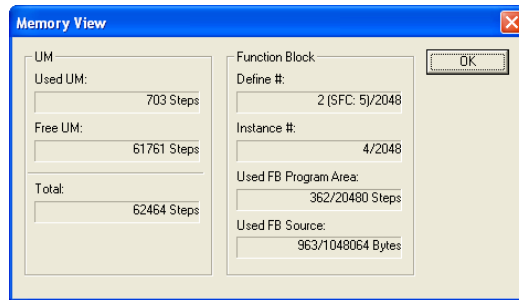 Memory View
UM
Used UM:
703 Steps
Free UM:
61761 Steps
Total:
62464 Steps
Function Block
Define #:
2 (SFC: 5)/2048
Instance #:
4/2048
Used FB Program Area:
362/20480 Steps
Used FB Source:
963/1048064 Bytes
OK